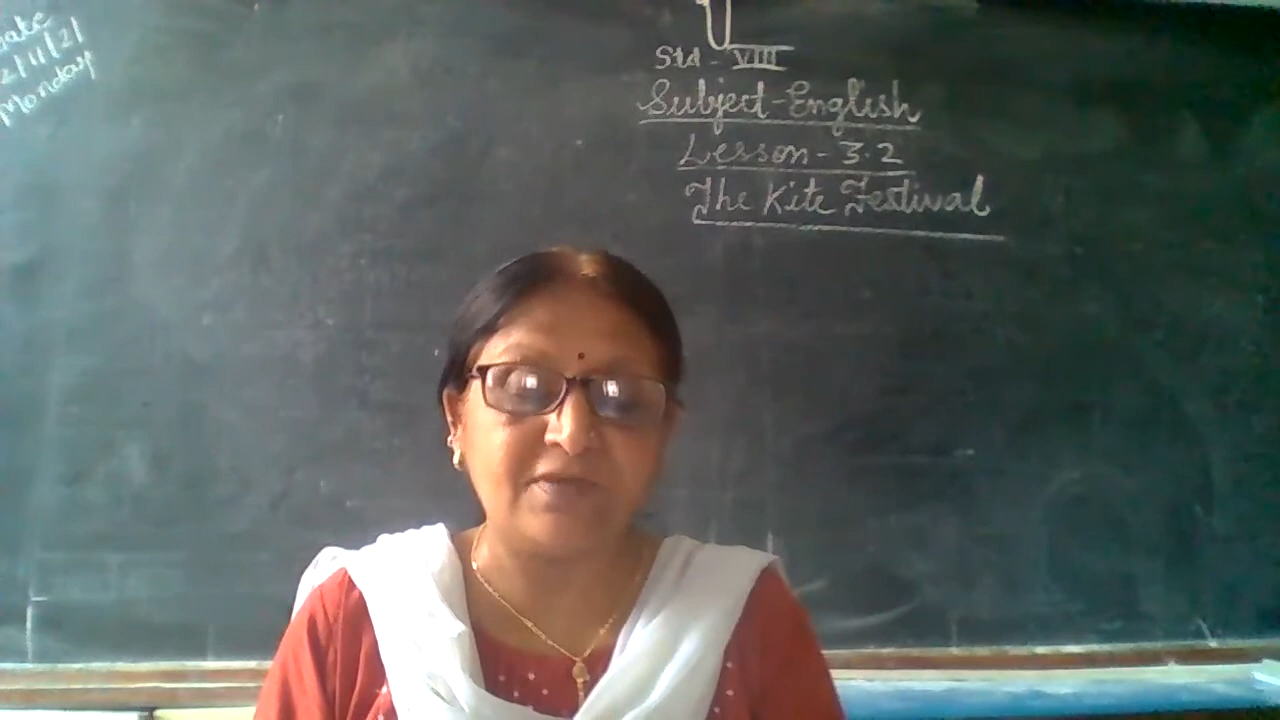 Monday
Std - VIII
Subject - English
Lesson - 3.2
The Kite Festival